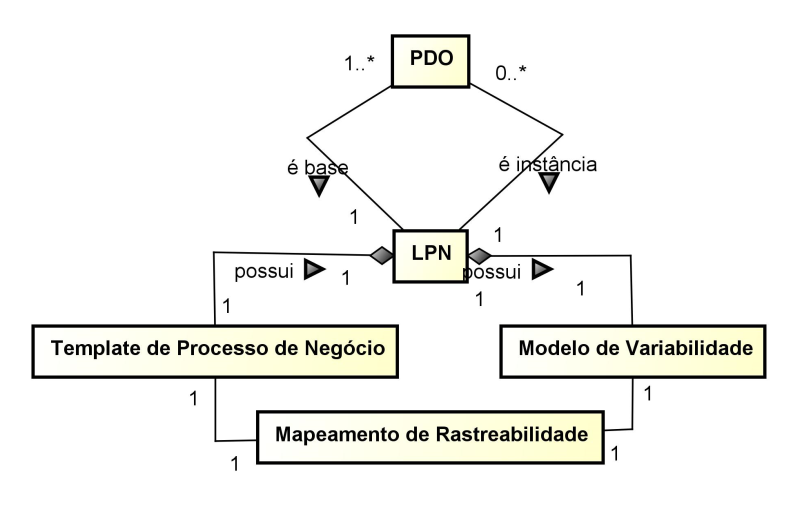 PDO
1..*
0..*
é base
é instância
1
1
LPN
possui
1
possui
1
1
1
Template de Processo de Negócio
Modelo de Variabilidade
1
1
Mapeamento de Rastreabilidade
1
1